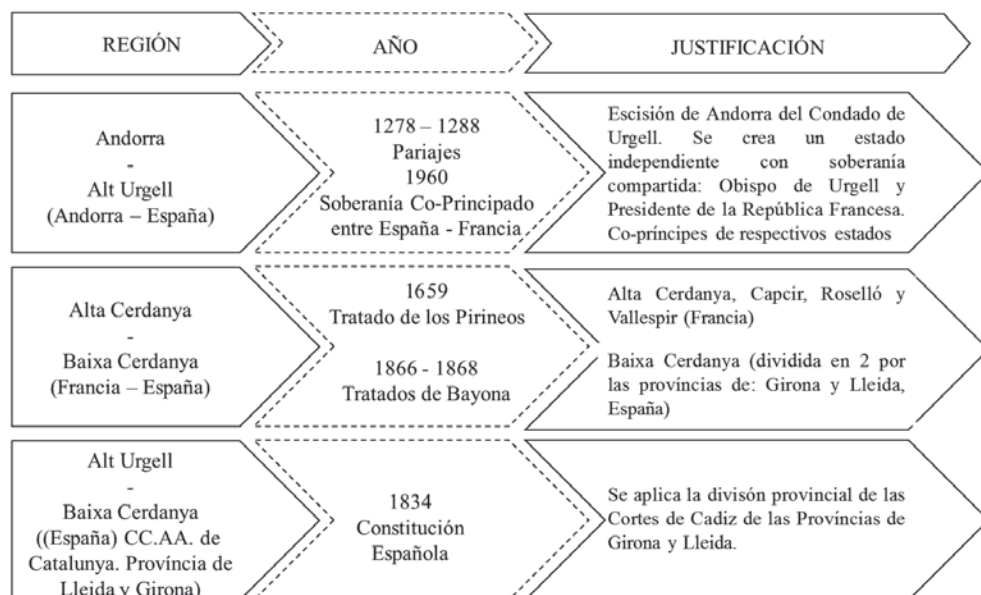 REGIÓN
AÑO
JUSTIFICACIÓN
Andorra
-
Alt Urgell
(Andorra – España)
1278 – 1288
Pariajes
1960
Soberanía Co-Principado
entre España - Francia
Escisión de Andorra del Condado de
Urgell. Se crea un estado
independiente con soberanía
compartida: Obispo de Urgell y
Presidente de la República Francesa.
Co-príncipes de respectivos estados
Alta Cerdanya
-
Baixa Cerdanya
(Francia – España)
1659
Tratado de los Pirineos
1866 - 1868
Tratados de Bayona
Alta Cerdanya, Capcir, Roselló y
Vallespir (Francia)
Baixa Cerdanya (dividida en 2 por
las províncias de: Girona y Lleida,
España)
Alt Urgell
-
Baixa Cerdanya
((España) CC.AA. de
Catalunya. Província de
Lleida y Girona)
1834
Constitución
Española
Se aplica la divisón provincial de las
Cortes de Cadiz de las Províncias de
Girona y Lleida.